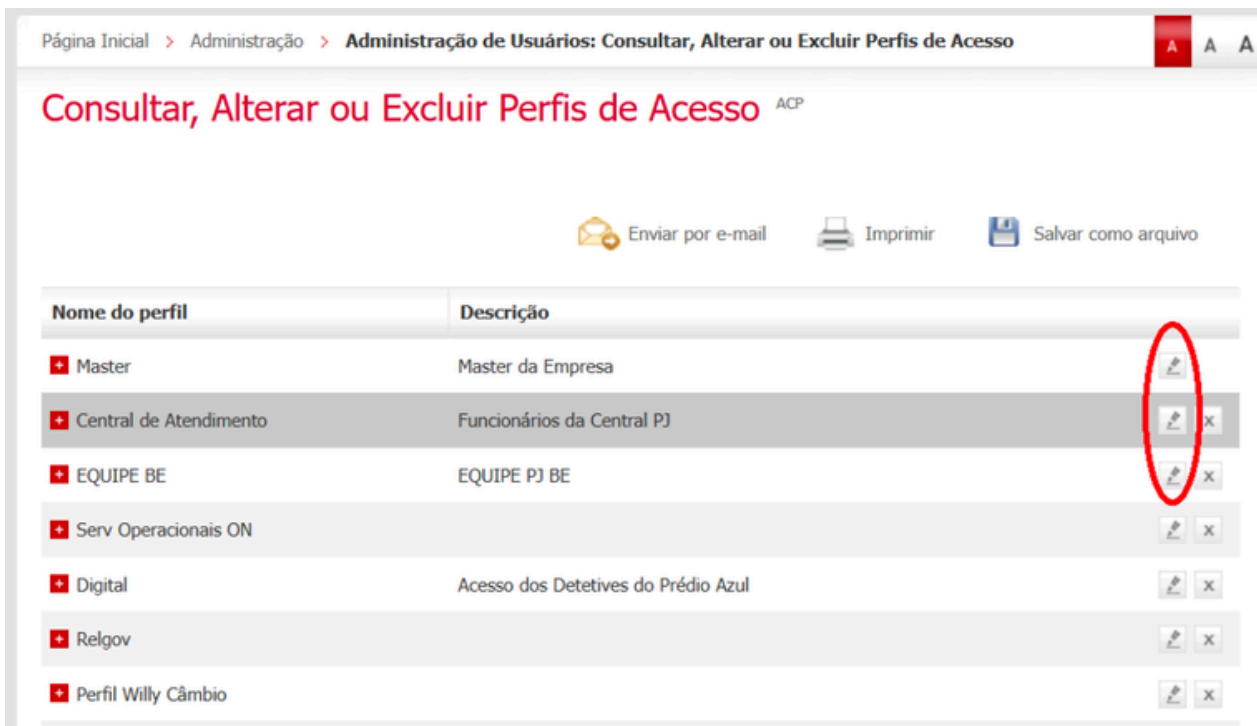 Página Inicial > Administração > Administração de Usuários: Consultar, Alterar ou Excluir Perfis de Acesso A A A
Consultar, Alterar ou Excluir Perfis de Acesso ACP
Enviar por e-mail Imprimir Salvar como arquivo
Nome do perfil Descrição
+ Master Master da Empresa
+ Central de Atendimento Funcionários da Central PJ x
+ EQUIPE BE EQUIPE PJ BE x
+ Serv Operacionais ON x
+ Digital Acesso dos Detetives do Prédio Azul x
+ Relgov x
+ Perfil Willy Câmbio x